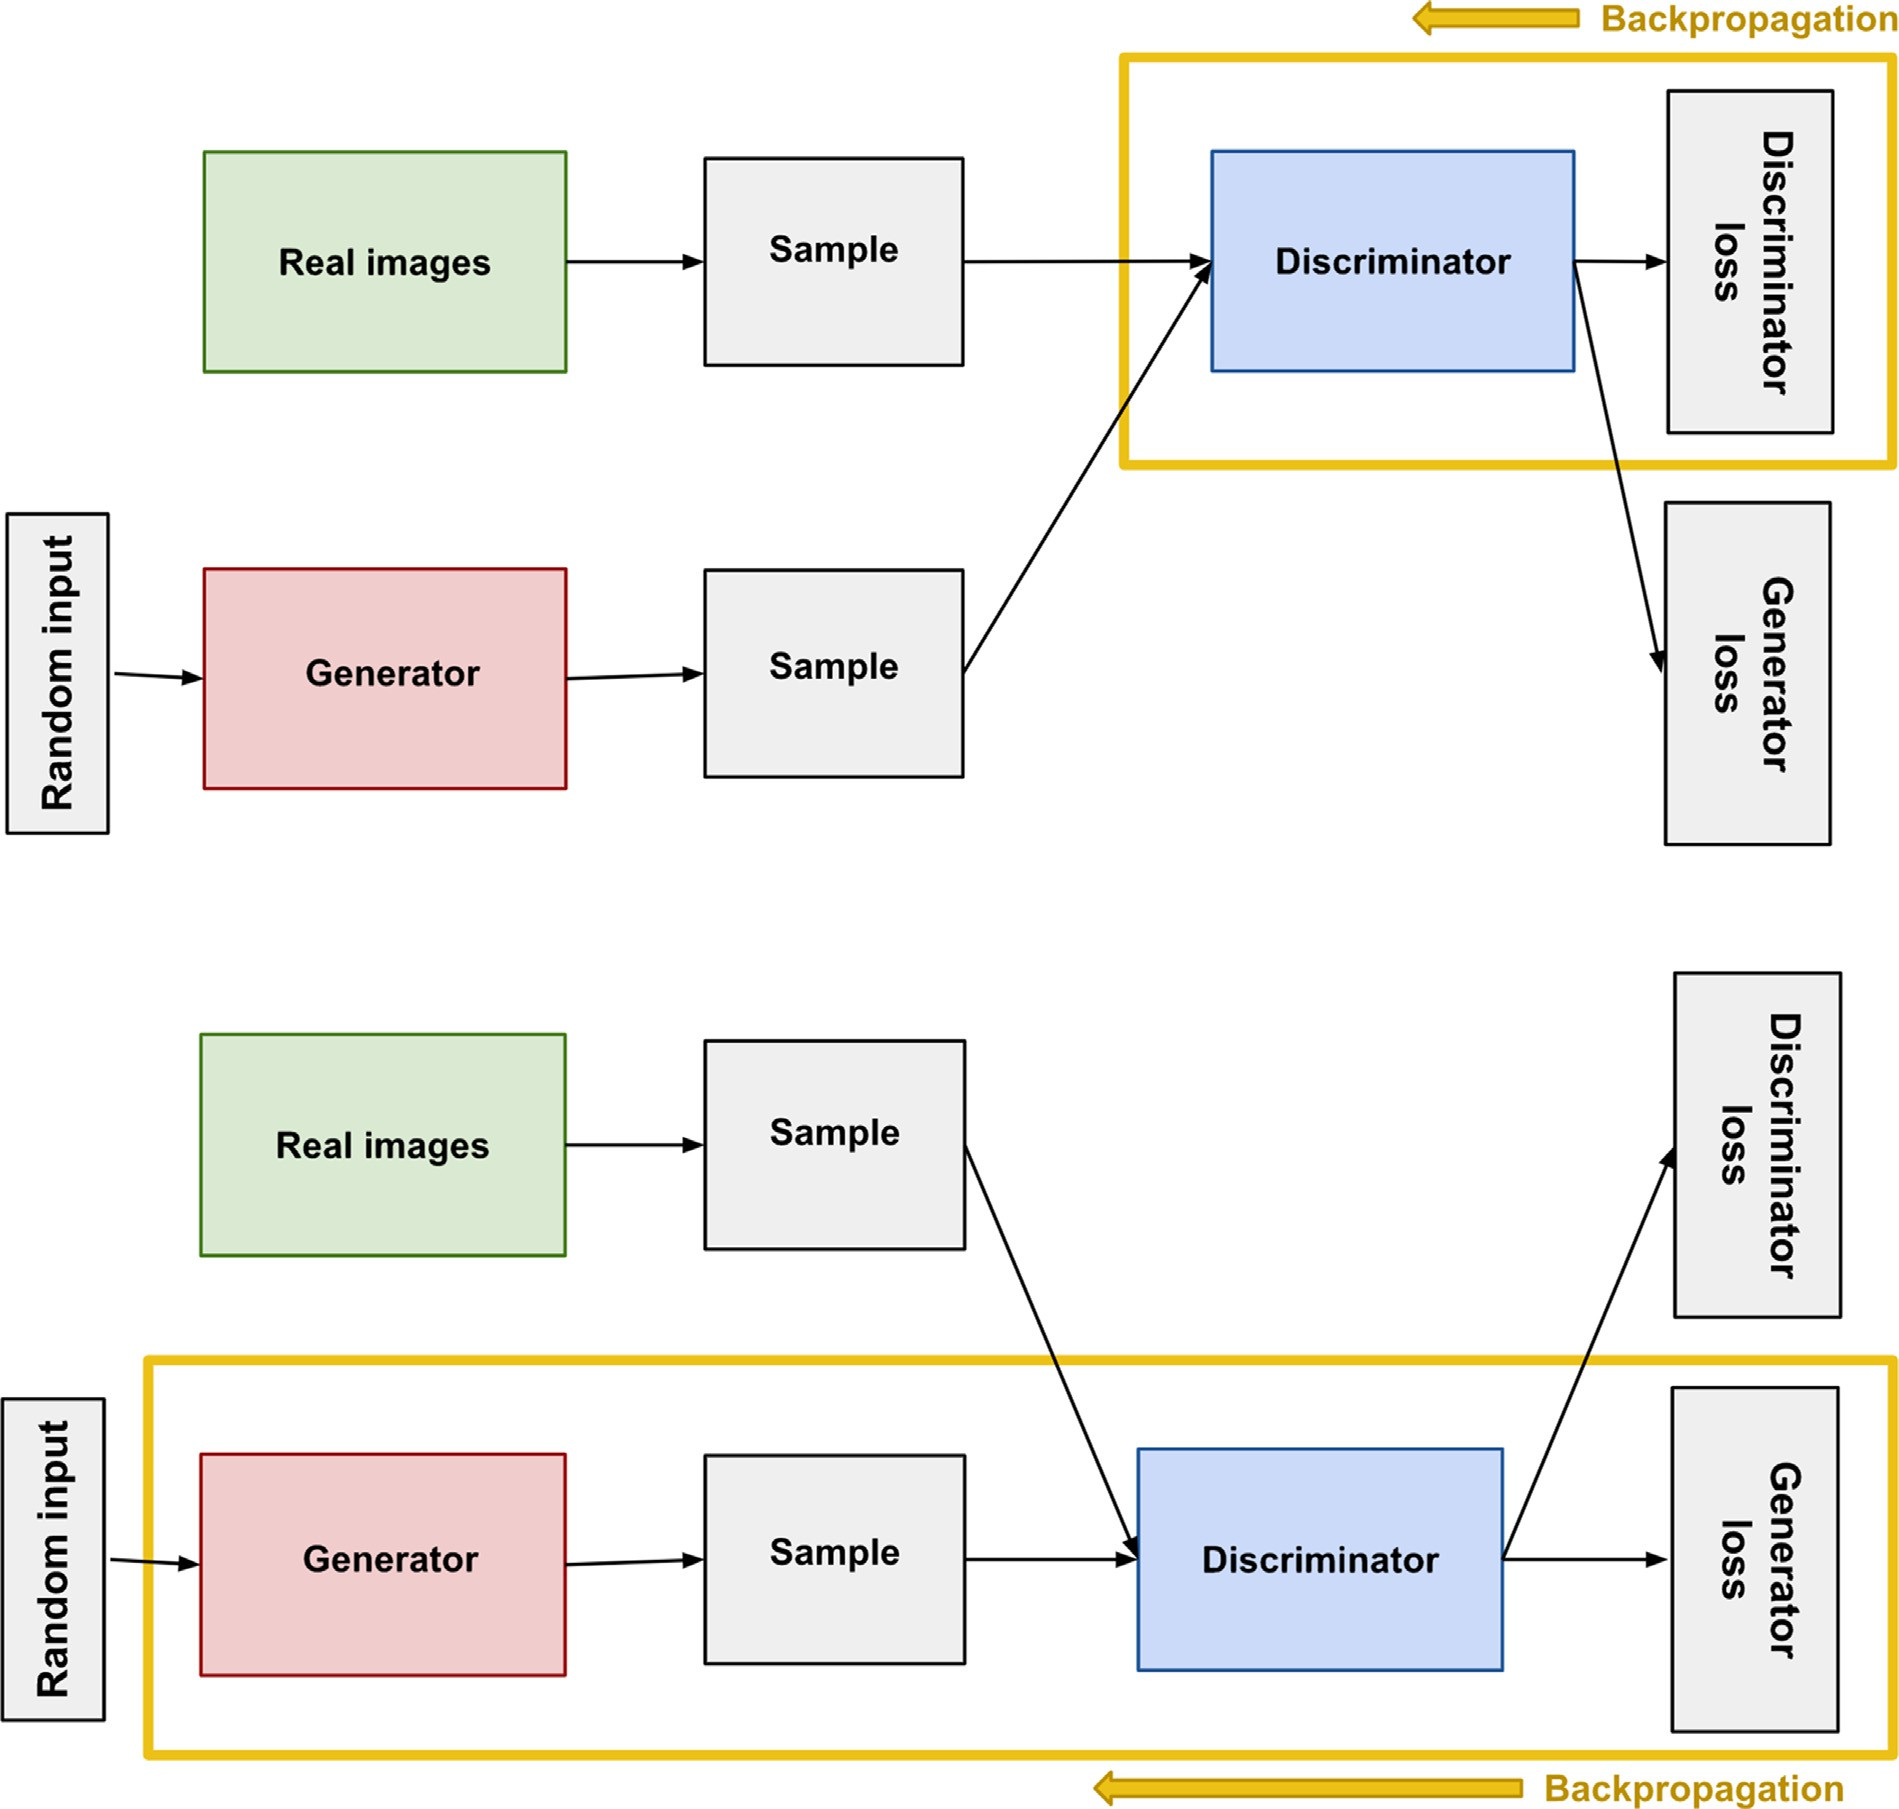 Backpropagation
Real images
Sample
Discriminator
Discriminator
loss
Random input
Generator
Sample
Generator
loss
Real images
Sample
Discriminator
loss
Random input
Generator
Sample
Discriminator
Generator
loss
Backpropagation